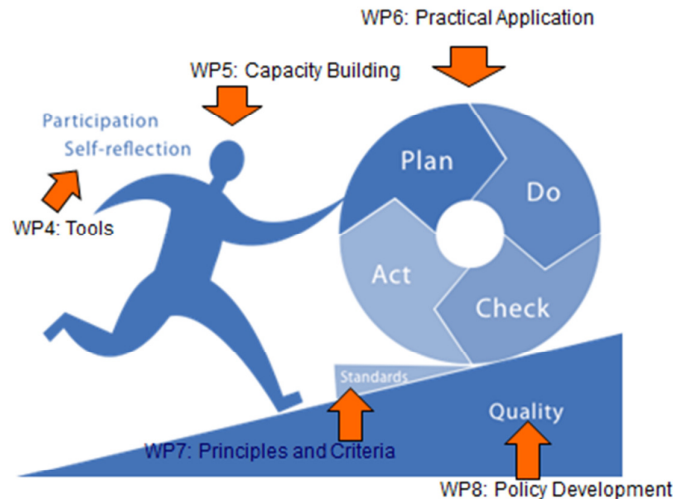 WP6: Practical Application
WP5: Capacity Building
Participation
Self-reflection
WP4: Tools
Plan
Do
Act
Check
Standards
Quality
WP7: Principles and Criteria
WP8: Policy Development